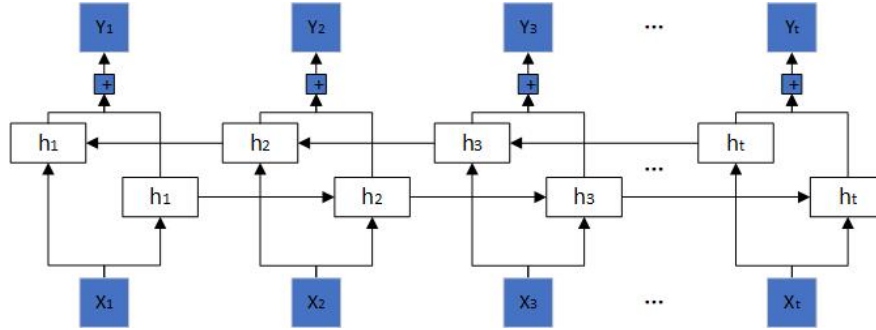 Y1 Y2 Y3 ... Yt
+ + + +
h1 h2 h3 ht
...
h1 h2 h3 ht
X1 X2 X3 ... Xt